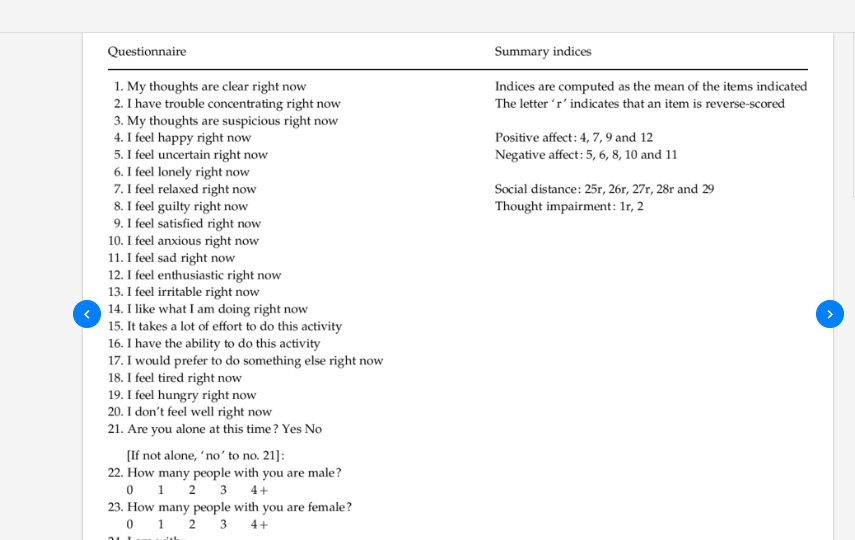 Questionnaire
Summary indices
1. My thoughts are clear right now
2. I have trouble concentrating right now
3. My thoughts are suspicious right now
4. I feel happy right now
5. I feel uncertain right now
6. I feel lonely right now
7. I feel relaxed right now
8. I feel guilty right now
9. I feel satisfied right now
10. I feel anxious right now
11. I feel sad right now
12. I feel enthusiastic right now
13. I feel irritable right now
14. I like what I am doing right now
15. It takes a lot of effort to do this activity
16. I have the ability to do this activity
17. I would prefer to do something else right now
18. I feel tired right now
19. I feel hungry right now
20. I don't feel well right now
21. Are you alone at this time? Yes No
[If not alone, 'no' to no. 21]:
22. How many people with you are male?
0 1 2 3 4+
23. How many people with you are female?
0 1 2 3 4+
Indices are computed as the mean of the items indicated
The letter 'r' indicates that an item is reverse-scored
Positive affect: 4, 7, 9 and 12
Negative affect: 5, 6, 8, 10 and 11
Social distance: 25r, 26r, 27r, 28r and 29
Thought impairment: 1r, 2